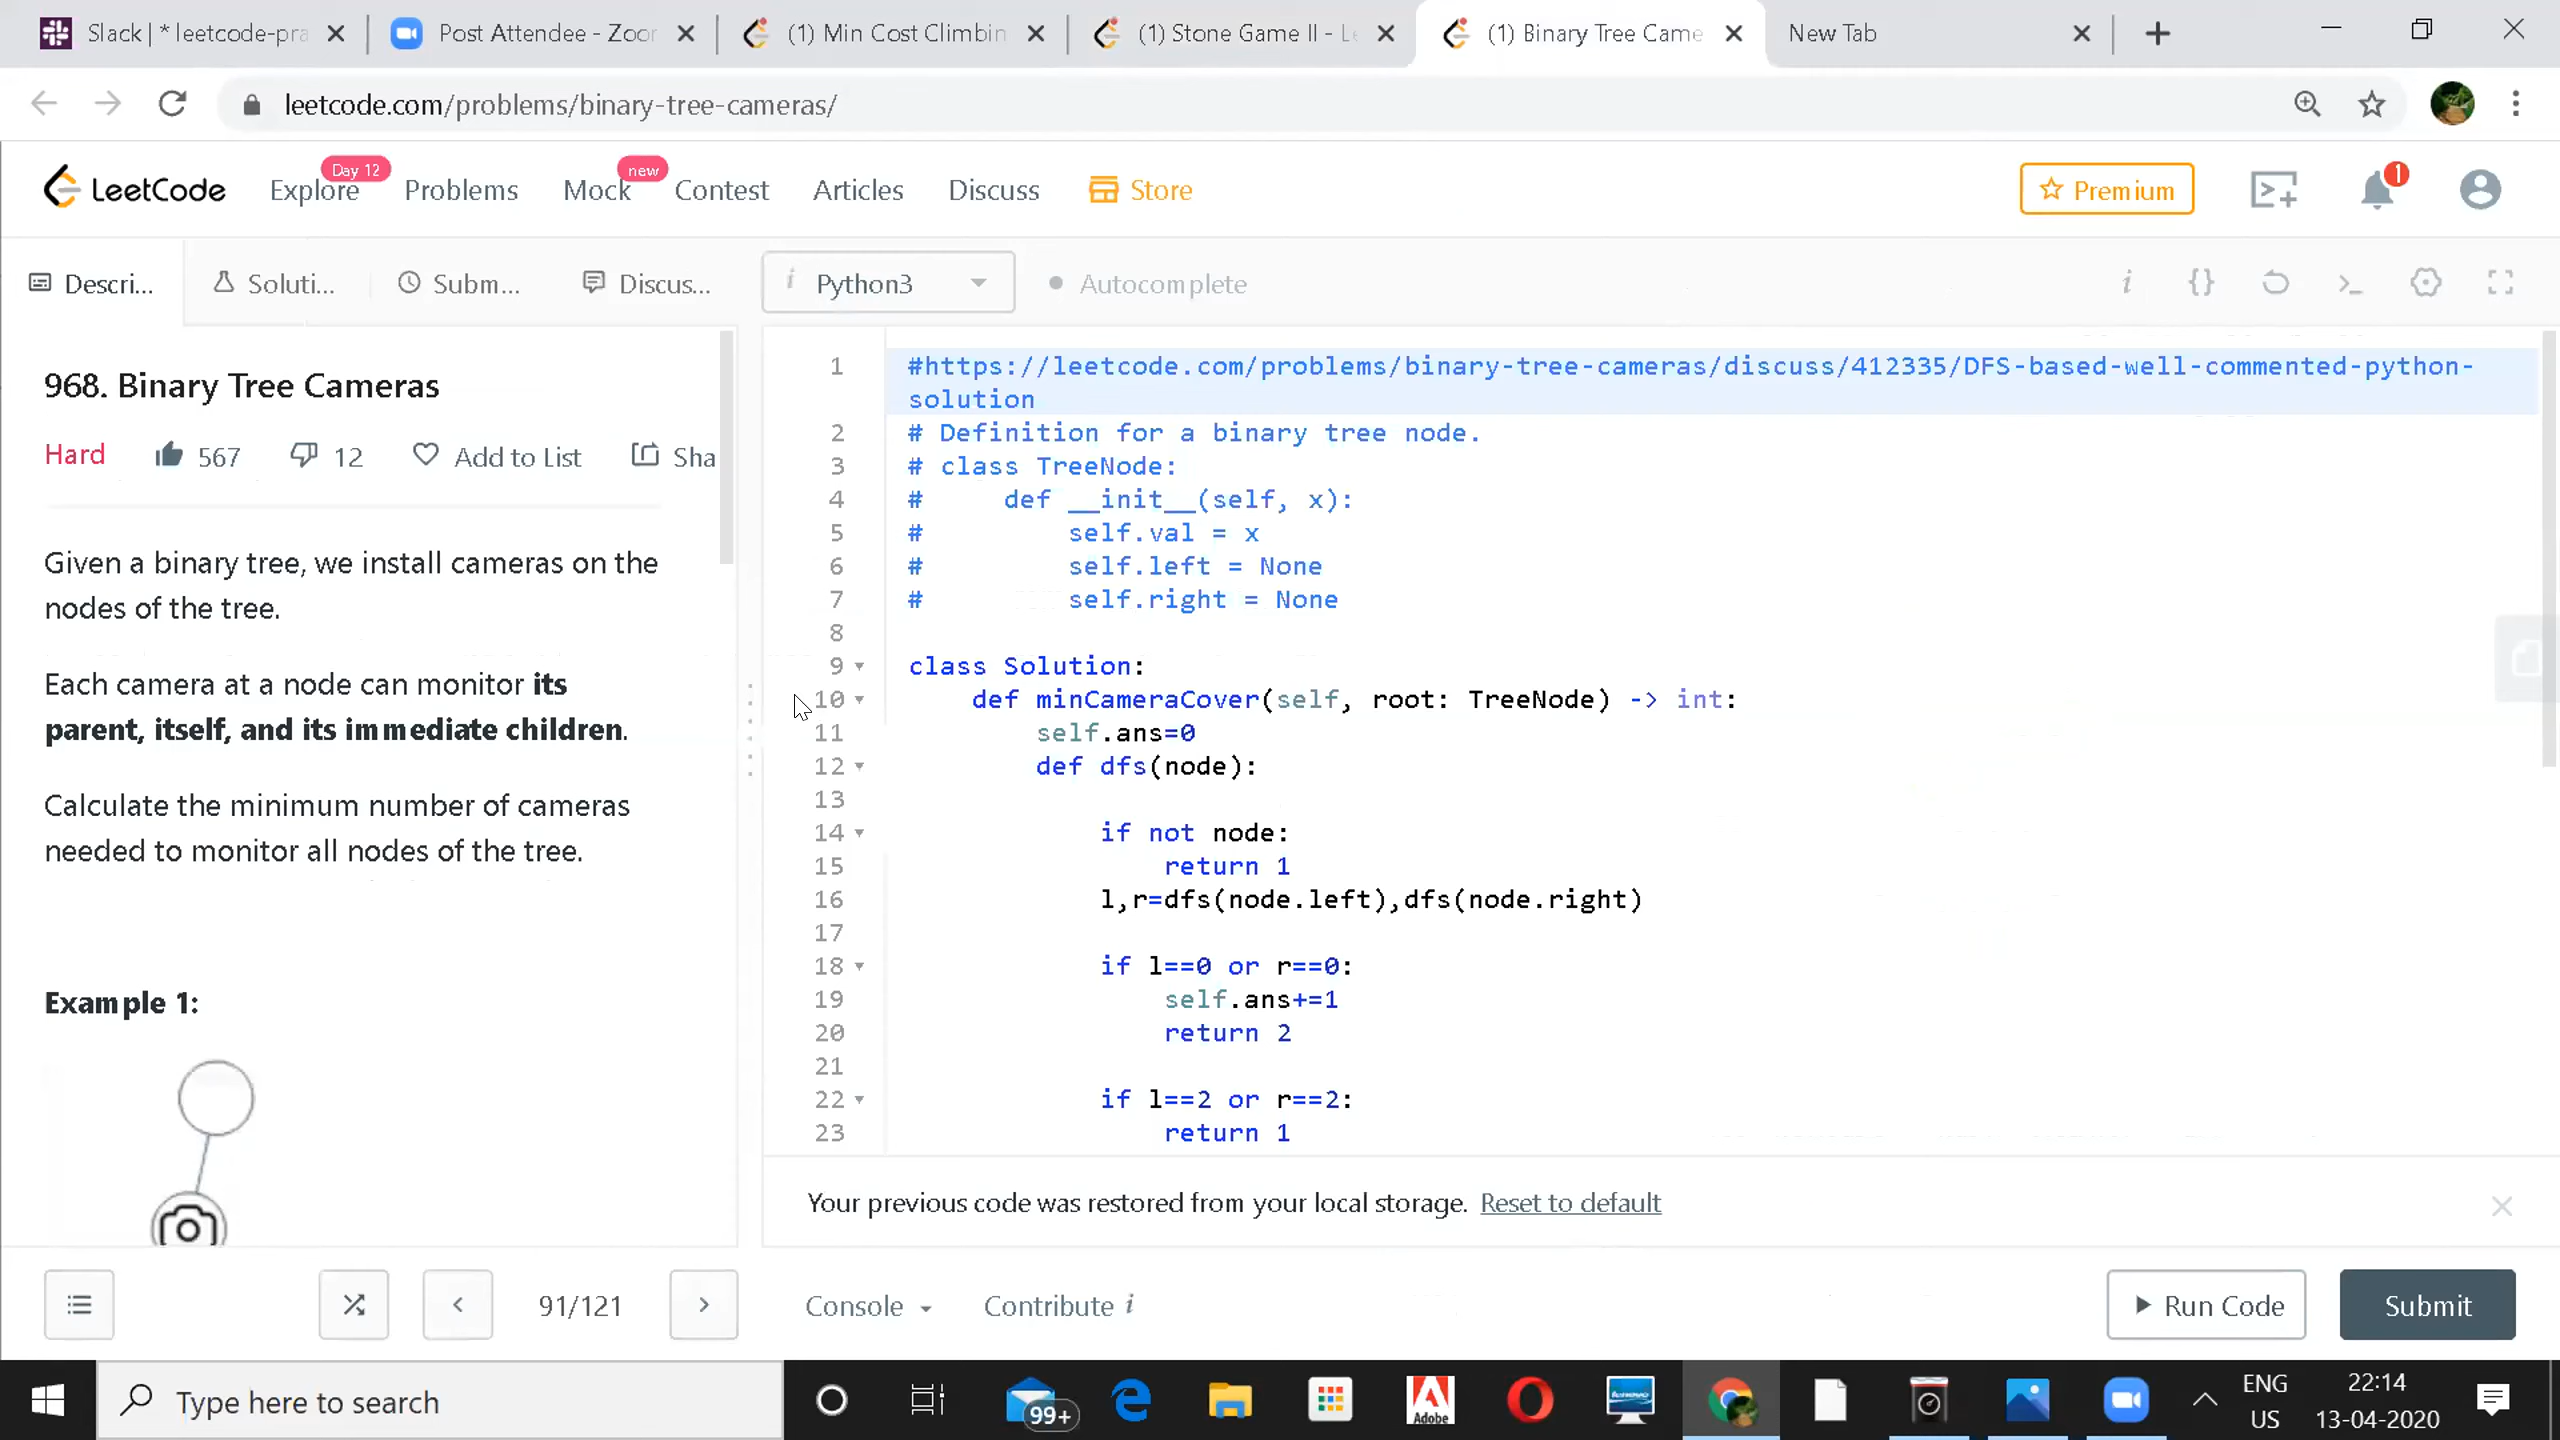 Slack | * leetcode-pra
Post Attendee - Zoor
(1) Min Cost Climbin
(1) Stone Game II - Le
(1) Binary Tree Came
New Tab
leetcode.com/problems/binary-tree-cameras/
LeetCode
Explore
Day 12
Problems
Mock
new
Contest
Articles
Discuss
Store
Premium
1
Descri...
Soluti...
Subm...
Discus...
i Python3
Autocomplete
i {} >_
968. Binary Tree Cameras
Hard
567
12
Add to List
Sha
Given a binary tree, we install cameras on the
nodes of the tree.
Each camera at a node can monitor its
parent, itself, and its immediate children.
Calculate the minimum number of cameras
needed to monitor all nodes of the tree.
Example 1:
1 #https://leetcode.com/problems/binary-tree-cameras/discuss/412335/DFS-based-well-commented-python-
solution
2 # Definition for a binary tree node.
3 # class TreeNode:
4 #     def __init__(self, x):
5 #         self.val = x
6 #         self.left = None
7 #         self.right = None
8
9 class Solution:
10     def minCameraCover(self, root: TreeNode) -> int:
11         self.ans=0
12         def dfs(node):
13
14             if not node:
15                 return 1
16             l,r=dfs(node.left),dfs(node.right)
17
18             if l==0 or r==0:
19                 self.ans+=1
20                 return 2
21
22             if l==2 or r==2:
23                 return 1
Your previous code was restored from your local storage. Reset to default
91/121
Console
Contribute i
Run Code
Submit
Type here to search
99+
Adobe
Lenovo
ENG
US
22:14
13-04-2020